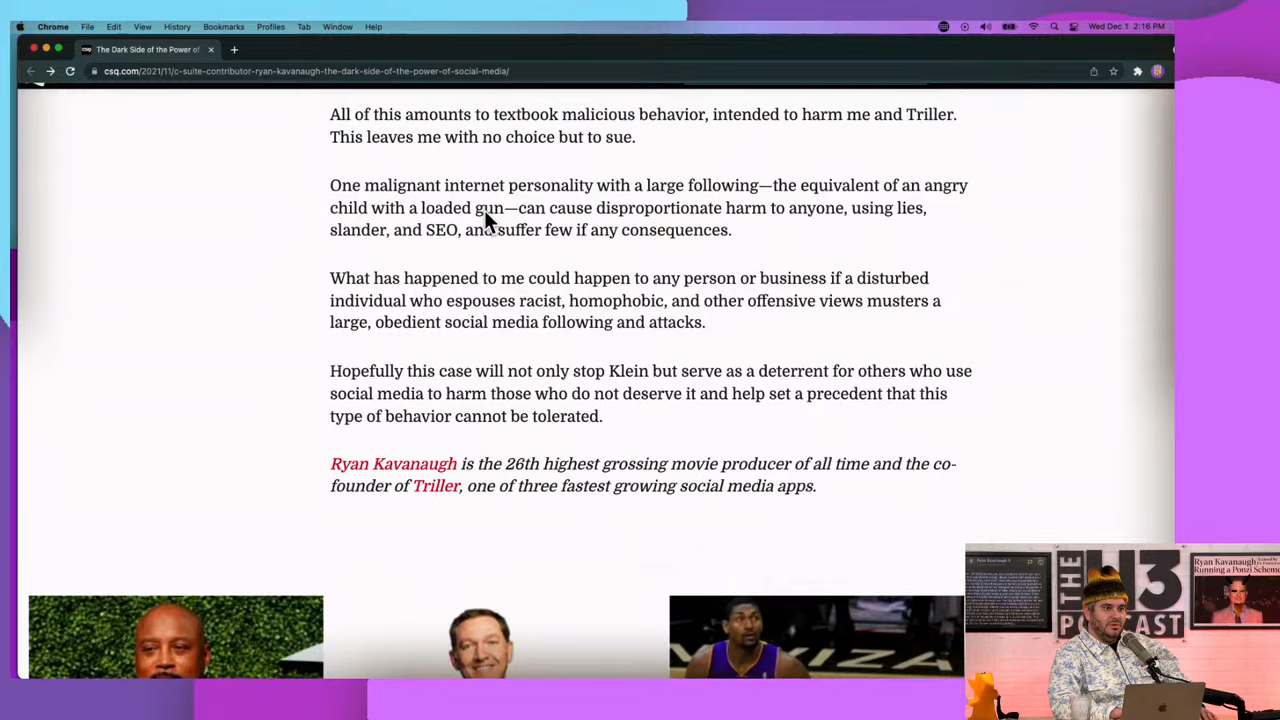 Chrome File Edit View History Bookmarks Profiles Tab Window Help Wed Dec 1 2:16 PM
csq The Dark Side of the Power of
csq.com/2021/11/c-suite-contributor-ryan-kavanaugh-the-dark-side-of-the-power-of-social-media/
All of this amounts to textbook malicious behavior, intended to harm me and Triller.
This leaves me with no choice but to sue.
One malignant internet personality with a large following—the equivalent of an angry
child with a loaded gun—can cause disproportionate harm to anyone, using lies,
slander, and SEO, and suffer few if any consequences.
What has happened to me could happen to any person or business if a disturbed
individual who espouses racist, homophobic, and other offensive views musters a
large, obedient social media following and attacks.
Hopefully this case will not only stop Klein but serve as a deterrent for others who use
social media to harm those who do not deserve it and help set a precedent that this
type of behavior cannot be tolerated.
Ryan Kavanaugh is the 26th highest grossing movie producer of all time and the co-
founder of Triller, one of three fastest growing social media apps.
THE H3
PODCAST
Ryan Kavanaugh
Running a Ponzi Scheme